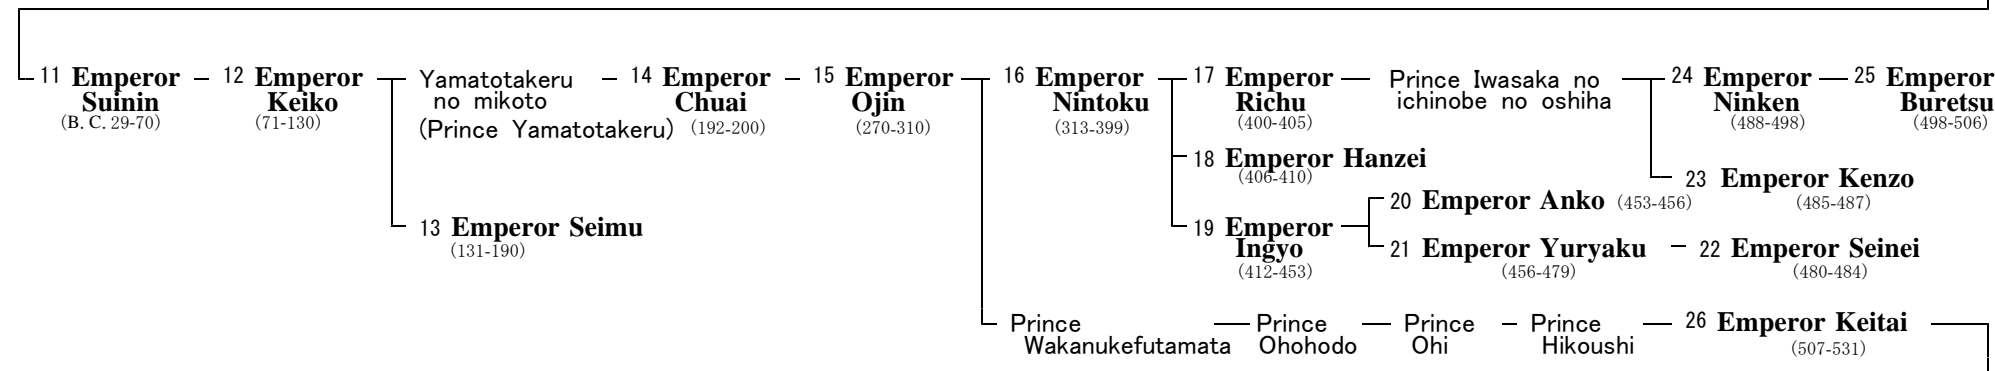 11 Emperor Suinin
(B. C. 29-70)
12 Emperor Keiko
(71-130)
Yamatotakeru no mikoto
(Prince Yamatotakeru)
14 Emperor Chuai
(192-200)
15 Emperor Ojin
(270-310)
16 Emperor Nintoku
(313-399)
17 Emperor Richu
(400-405)
Prince Iwasaka no ichinobe no oshiha
24 Emperor Ninken
(488-498)
25 Emperor Buretsu
(498-506)
18 Emperor Hanzei
(406-410)
23 Emperor Kenzo
(485-487)
13 Emperor Seimu
(131-190)
19 Emperor Ingyo
(412-453)
20 Emperor Anko (453-456)
21 Emperor Yuryaku
(456-479)
22 Emperor Seinei
(480-484)
Prince Wakanukefutamata
Prince Ohohodo
Prince Ohi
Prince Hikoushi
26 Emperor Keitai
(507-531)